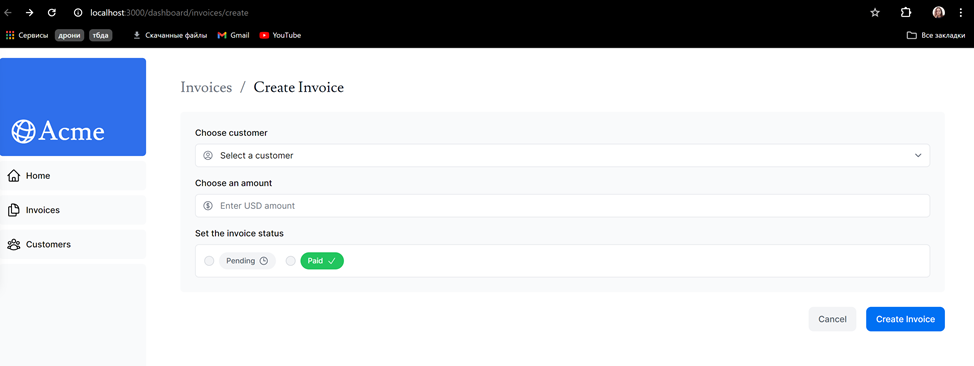 localhost:3000/dashboard/invoices/create
Сервисы дрони тбда Скачанные файлы Gmail YouTube Все закладки
Acme
Home
Invoices
Customers
Invoices / Create Invoice
Choose customer
Select a customer
Choose an amount
Enter USD amount
Set the invoice status
Pending Paid
Cancel Create Invoice